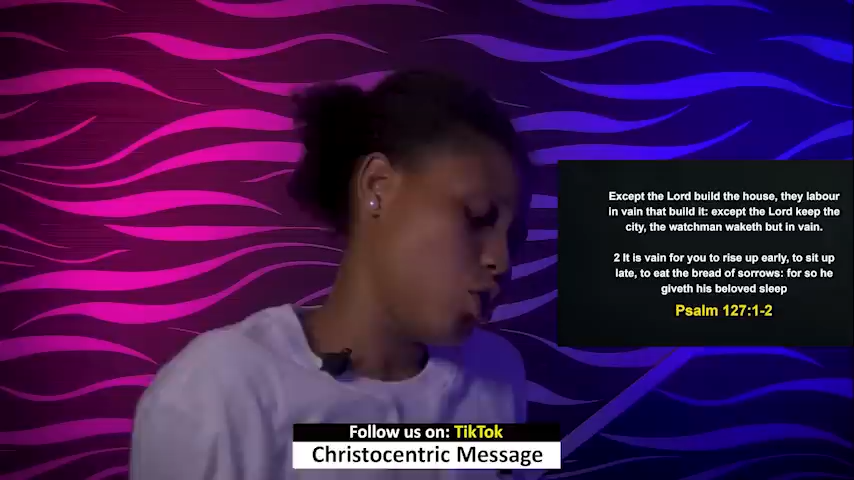 Except the Lord build the house, they labour
in vain that build it: except the Lord keep the
city, the watchman waketh but in vain.
2 It is vain for you to rise up early, to sit up
late, to eat the bread of sorrows: for so he
giveth his beloved sleep
Psalm 127:1-2
Follow us on: TikTok
Christocentric Message